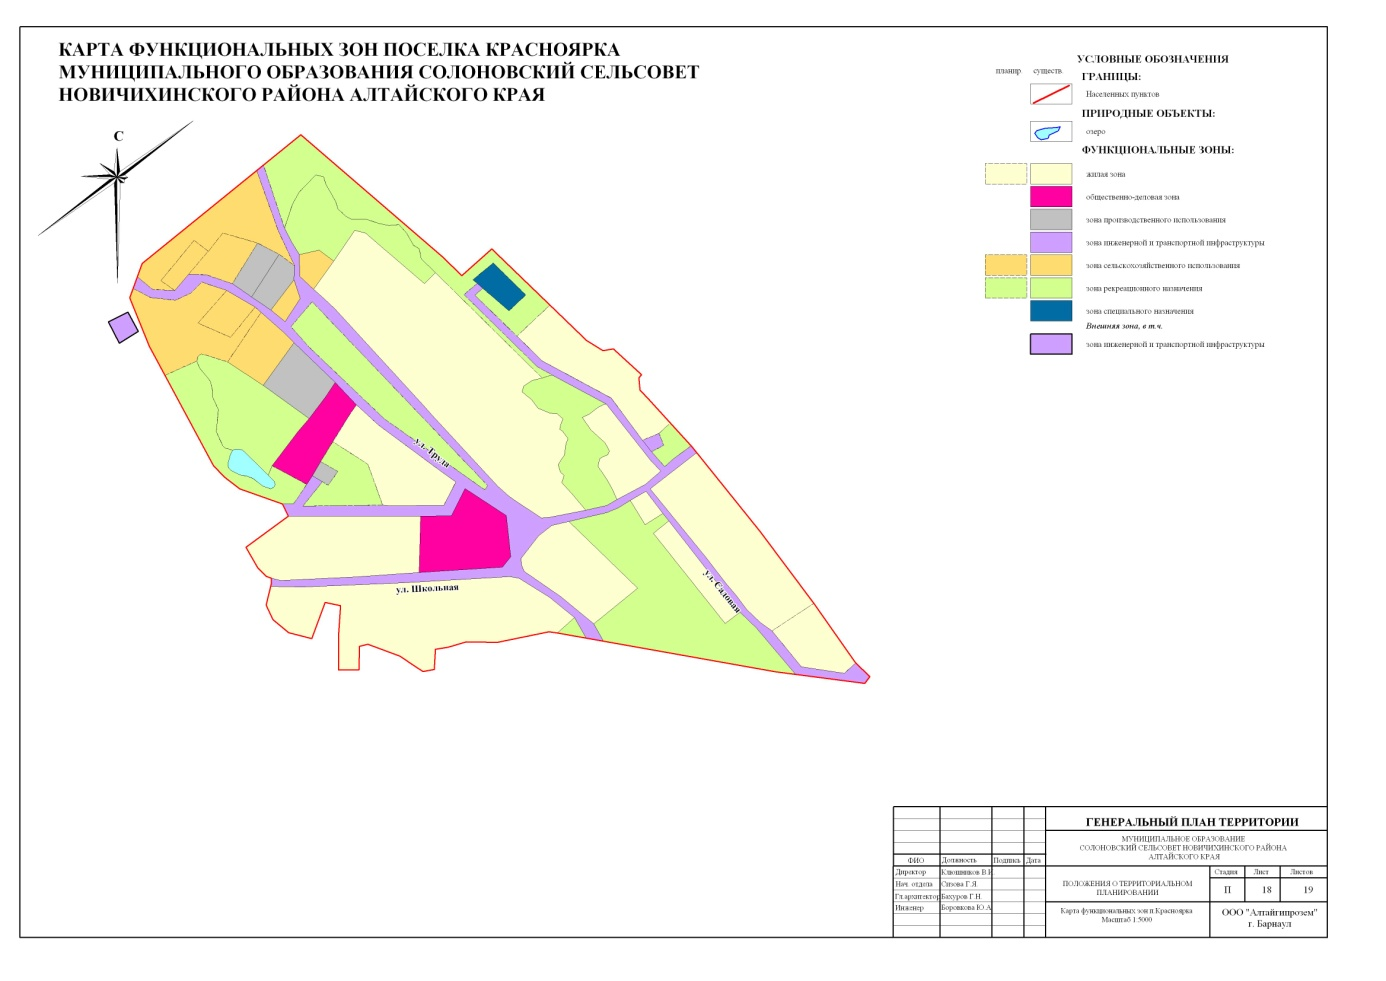 КАРТА ФУНКЦИОНАЛЬНЫХ ЗОН ПОСЕЛКА КРАСНОЯРКА
МУНИЦИПАЛЬНОГО ОБРАЗОВАНИЯ СОЛОНОВСКИЙ СЕЛЬСОВЕТ
НОВИЧИХИНСКОГО РАЙОНА АЛТАЙСКОГО КРАЯ
С
УСЛОВНЫЕ ОБОЗНАЧЕНИЯ
планир существ
ГРАНИЦЫ:
Населенных пунктов
ПРИРОДНЫЕ ОБЪЕКТЫ:
озеро
ФУНКЦИОНАЛЬНЫЕ ЗОНЫ:
жилая зона
общественно-деловая зона
зона производственного использования
зона инженерной и транспортной инфраструктуры
зона сельскохозяйственного использования
зона рекреационного назначения
зона специального назначения
Внешняя зона, в т.ч.
зона инженерной и транспортной инфраструктуры
ул. Труда
ул. Садовая
ул. Школьная
ГЕНЕРАЛЬНЫЙ ПЛАН ТЕРРИТОРИИ
МУНИЦИПАЛЬНОЕ ОБРАЗОВАНИЕ
СОЛОНОВСКИЙ СЕЛЬСОВЕТ НОВИЧИХИНСКОГО РАЙОНА
АЛТАЙСКОГО КРАЯ
ФИО Должность Подпись Дата
Директор Клюшников В.И.
Нач. отдела Сизова Г.Я.
Гл.архитектор Бахуров Г.Н.
Инженер Боровкова Ю.А.
ПОЛОЖЕНИЯ О ТЕРРИТОРИАЛЬНОМ
ПЛАНИРОВАНИИ
Стадия Лист Листов
П 18 19
Карта функциональных зон п.Красноярка
Масштаб 1:5000
ООО "Алтайгипрозем"
г. Барнаул